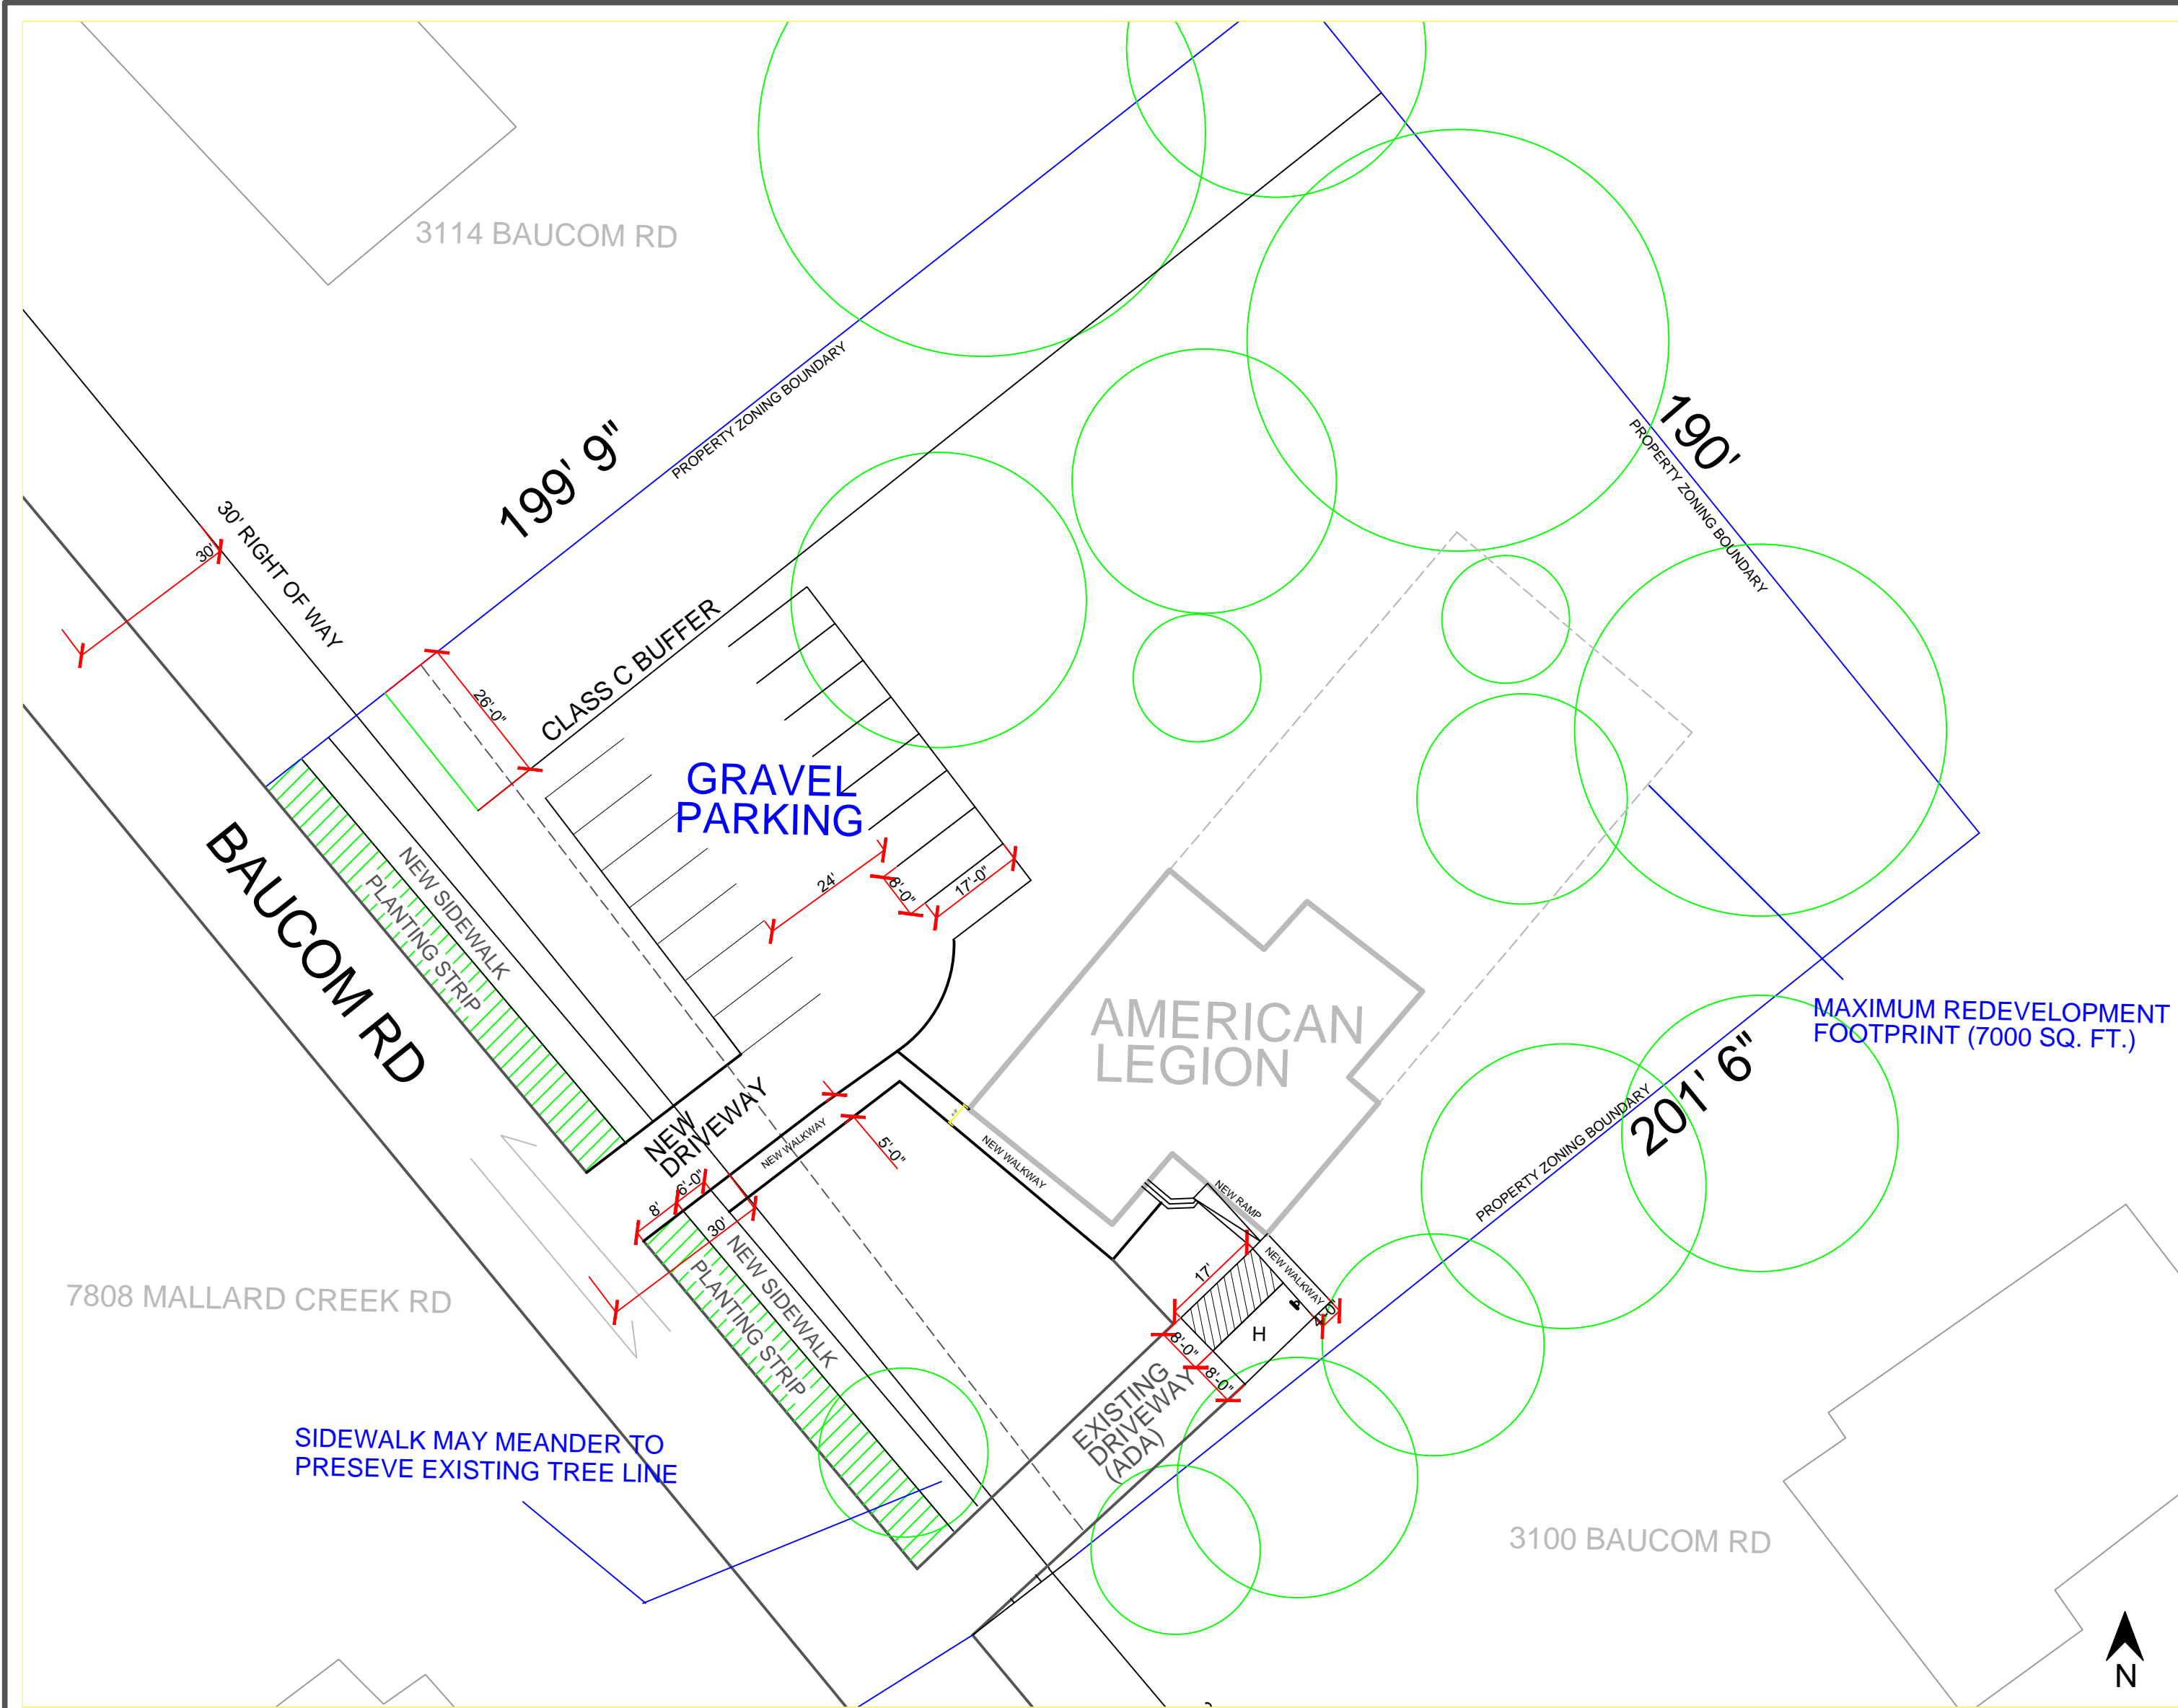 3114 BAUCOM RD
199' 9"
PROPERTY ZONING BOUNDARY
190'
PROPERTY ZONING BOUNDARY
30' RIGHT OF WAY
30'
26'-0"
CLASS C BUFFER
GRAVEL
PARKING
24'
8'-0"
17'-0"
BAUCOM RD
NEW SIDEWALK
PLANTING STRIP
AMERICAN
LEGION
MAXIMUM REDEVELOPMENT
FOOTPRINT (7000 SQ. FT.)
201' 6"
PROPERTY ZONING BOUNDARY
NEW
DRIVEWAY
NEW WALKWAY
5'-0"
NEW WALKWAY
NEW RAMP
NEW WALKWAY
8'
6'-0"
30'
NEW SIDEWALK
PLANTING STRIP
17'
H
8'-0"
8'-0"
EXISTING
DRIVEWAY
(ADA)
7808 MALLARD CREEK RD
SIDEWALK MAY MEANDER TO
PRESEVE EXISTING TREE LINE
3100 BAUCOM RD
N